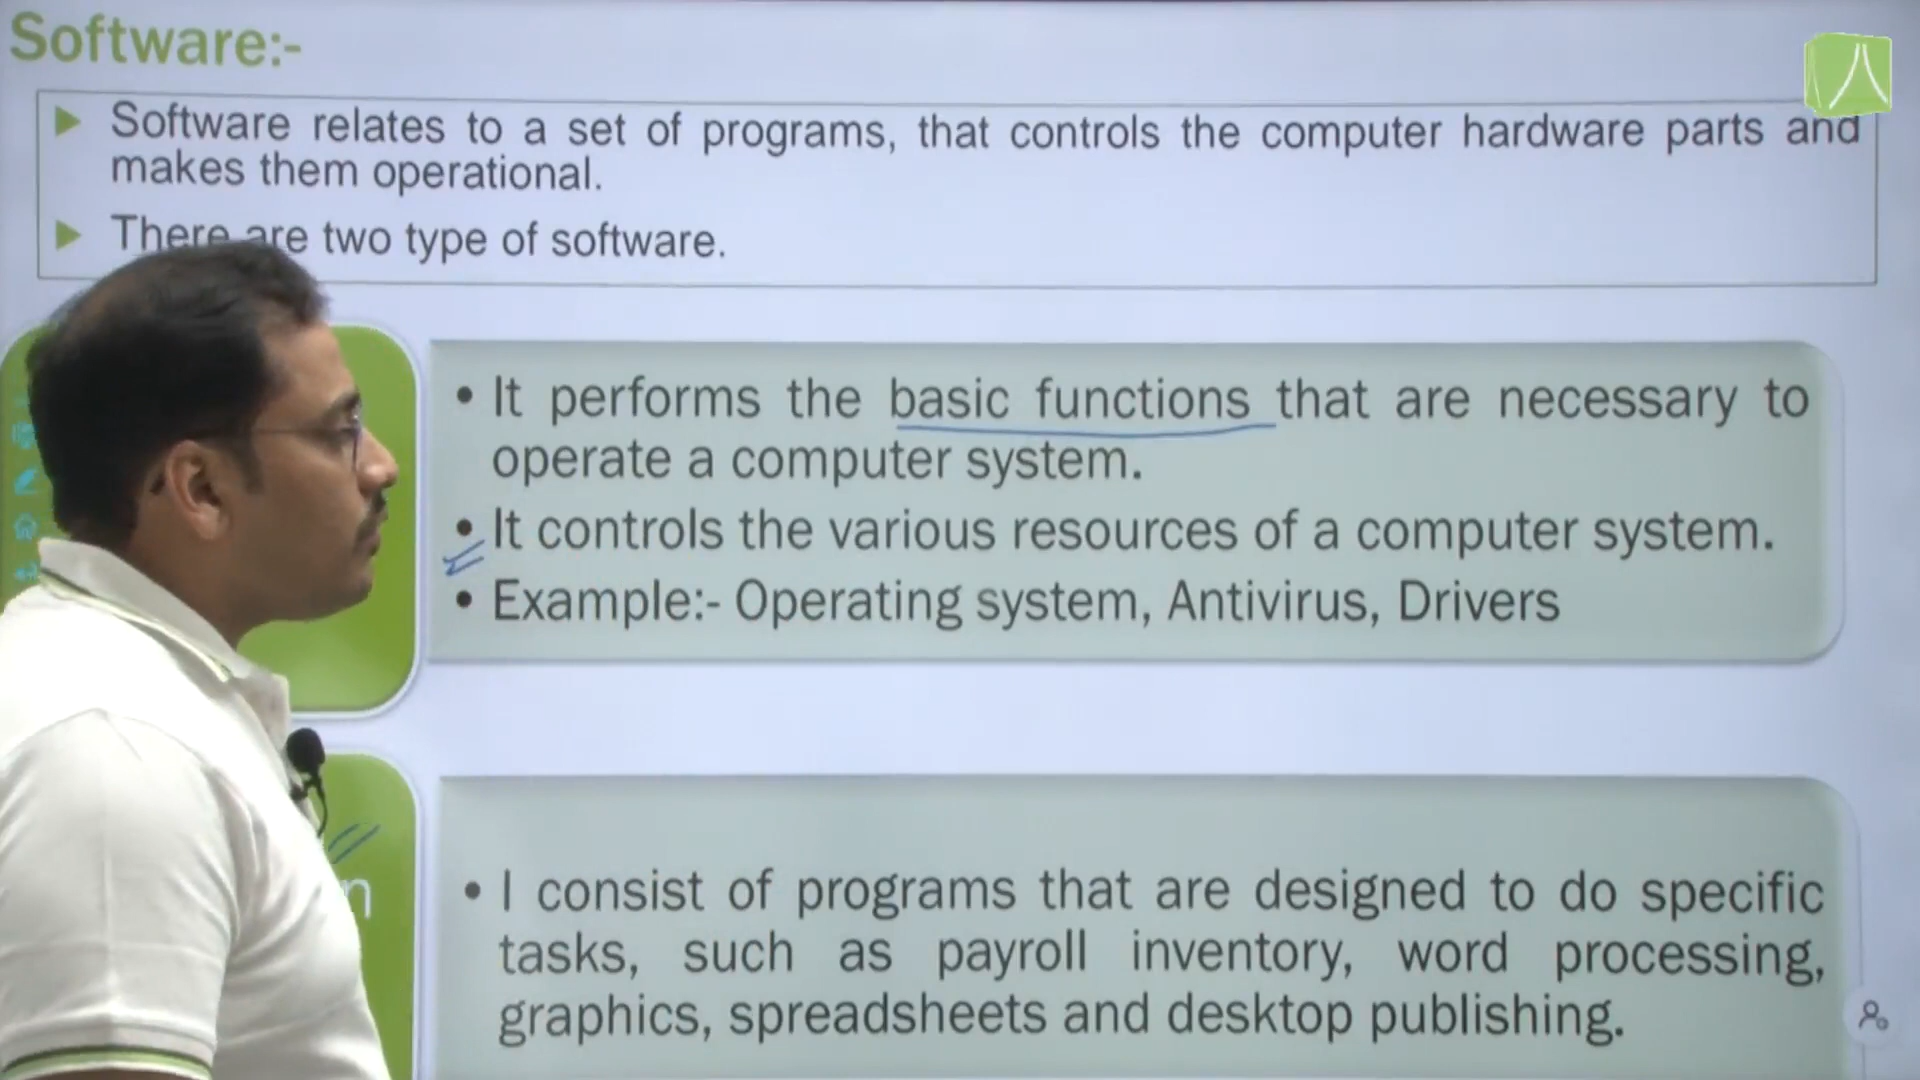 Software:-
Software relates to a set of programs, that controls the computer hardware parts and
makes them operational.
There are two type of software.
• It performs the basic functions that are necessary to
operate a computer system.
• It controls the various resources of a computer system.
• Example:- Operating system, Antivirus, Drivers
• I consist of programs that are designed to do specific
tasks, such as payroll inventory, word processing,
graphics, spreadsheets and desktop publishing.